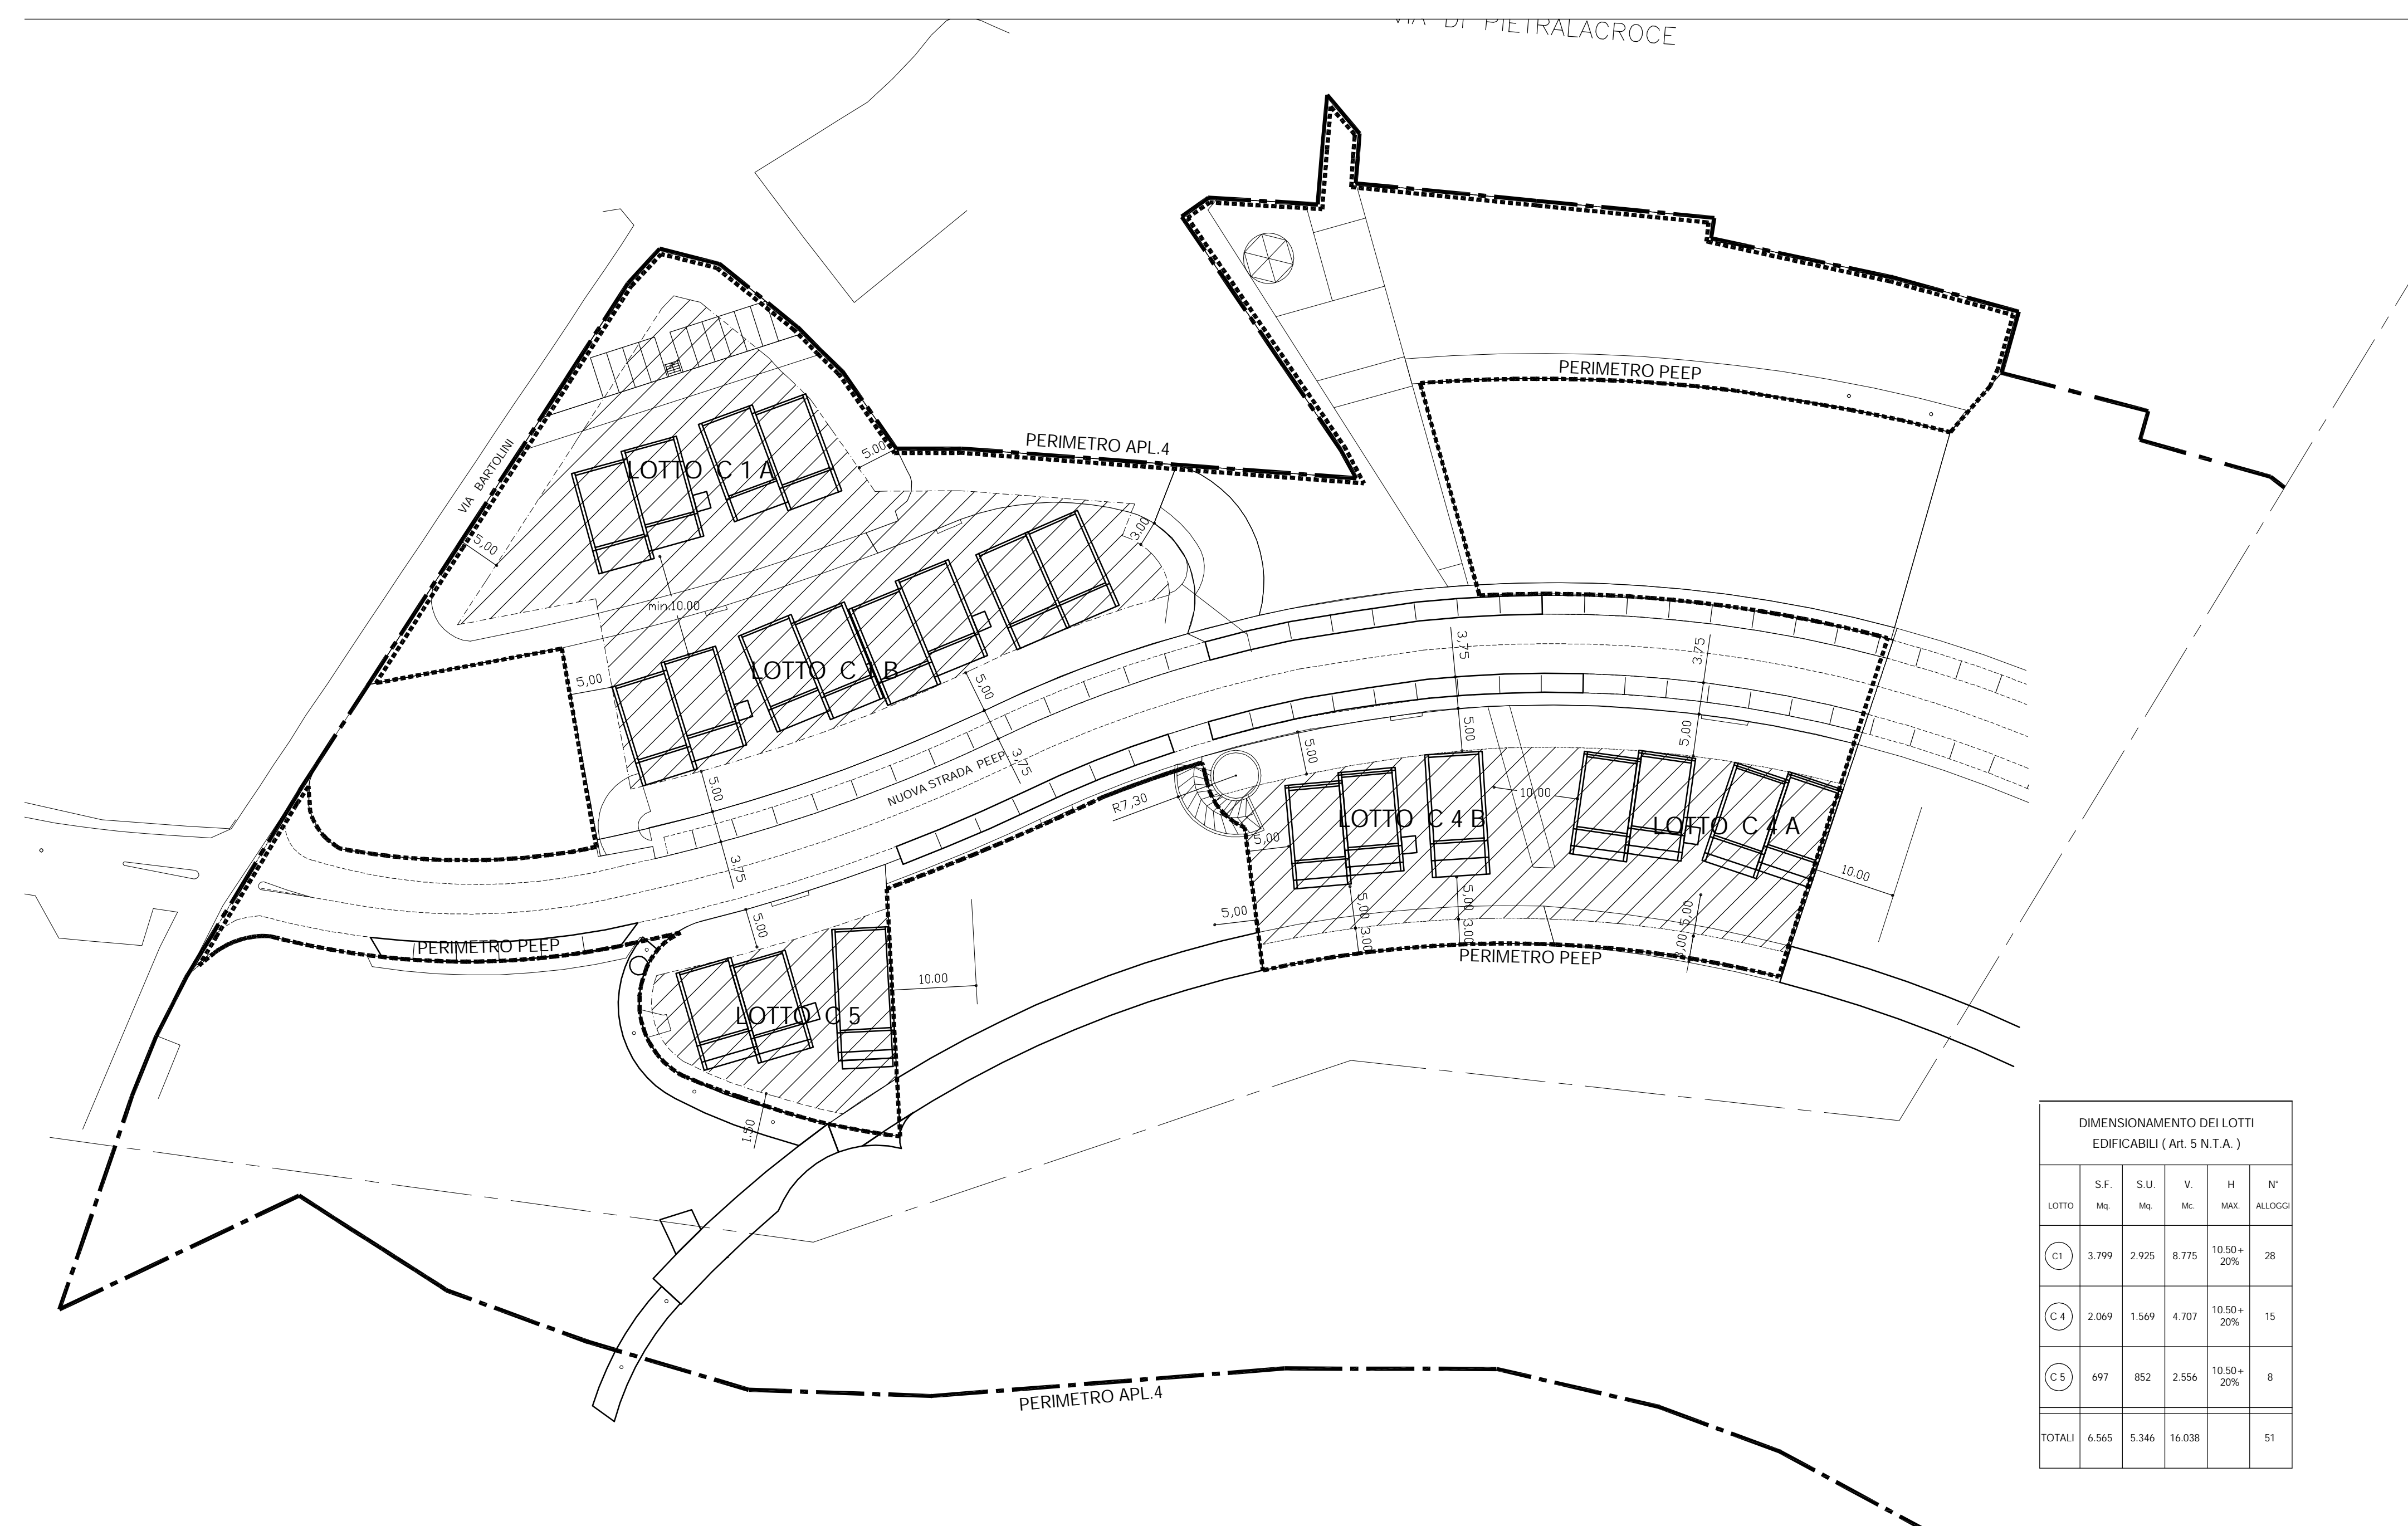 VIA DI PIETRALACROCE
PERIMETRO PEEP
PERIMETRO APL.4
VIA BARTOLINI
LOTTO C 1 A
5.00
5,00
3.00
min.10.00
LOTTO C 1 B
5,00
5.00
3,75
5.00
3.75
NUOVA STRADA PEEP
3,75
3.75
5.00
5,00
5.00
R7,30
10.00
LOTTO C 4 B
LOTTO C 4 A
5,00
10.00
5,00
5,00
3.00
5,00
3.00
5,00
PERIMETRO PEEP
PERIMETRO PEEP
5.00
10.00
LOTTO C 5
1.50
PERIMETRO APL.4
DIMENSIONAMENTO DEI LOTTI
EDIFICABILI ( Art. 5 N.T.A. )
S.F. S.U. V. H N°
LOTTO Mq. Mq. Mc. MAX. ALLOGGI
C1 3.799 2.925 8.775 10.50+ 20% 28
C 4 2.069 1.569 4.707 10.50+ 20% 15
C 5 697 852 2.556 10.50+ 20% 8
TOTALI 6.565 5.346 16.038 51